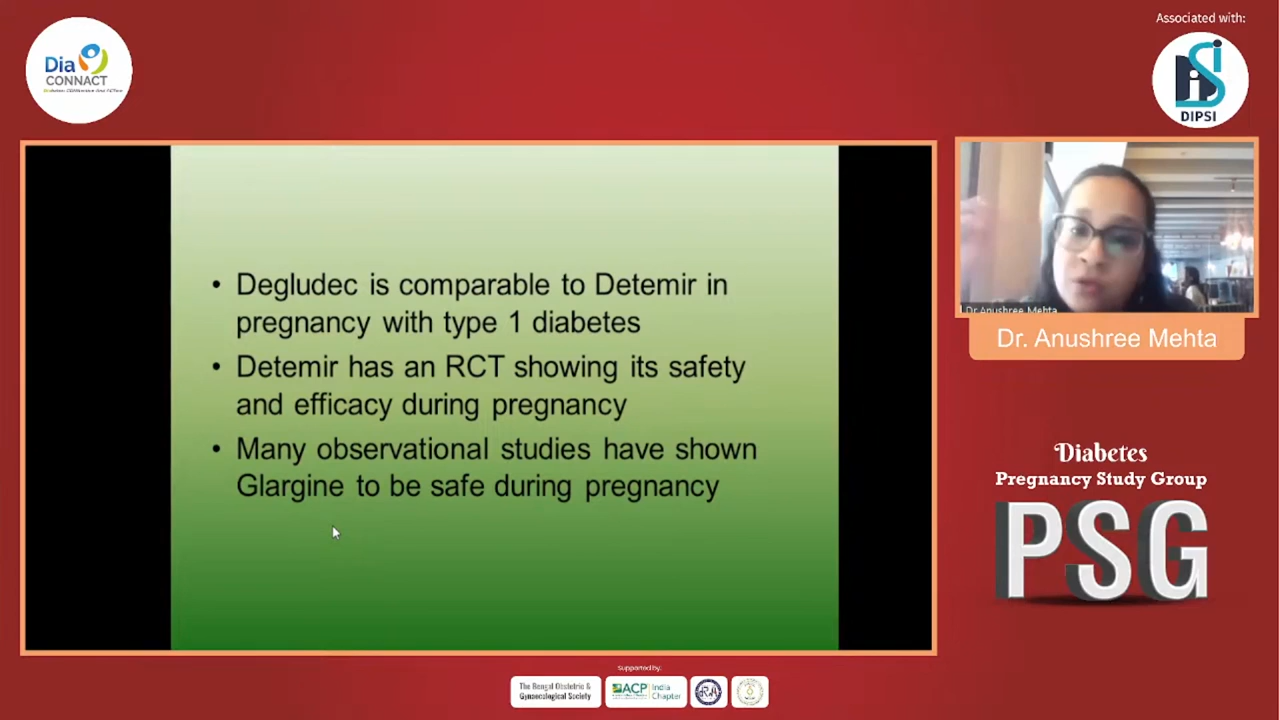 Associated with:
Dia
CONNACT
DIPSI
• Degludec is comparable to Detemir in
pregnancy with type 1 diabetes
• Detemir has an RCT showing its safety
and efficacy during pregnancy
• Many observational studies have shown
Glargine to be safe during pregnancy
Dr Anushree Mehta
Dr. Anushree Mehta
Diabetes
Pregnancy Study Group
PSG
Supported by:
The Bengal Obstetric &
Gynaecological Society
ACP India
Chapter